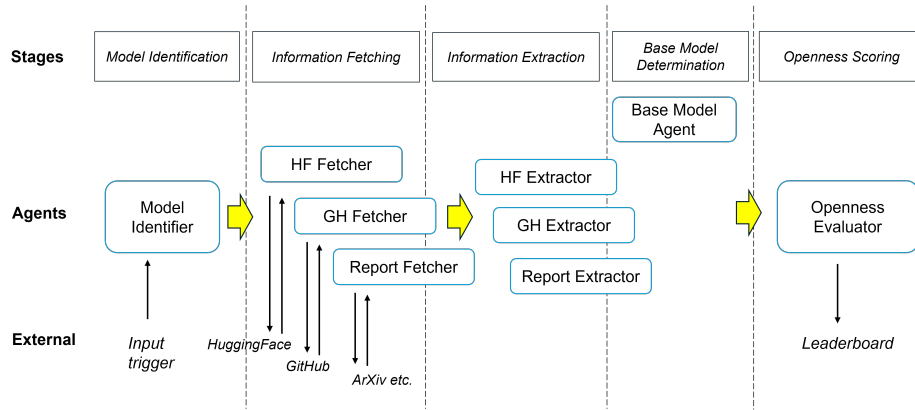 Stages
Model Identification
Information Fetching
Information Extraction
Base Model
Determination
Openness Scoring
Base Model
Agent
Agents
Model
Identifier
HF Fetcher
GH Fetcher
Report Fetcher
HF Extractor
GH Extractor
Report Extractor
Openness
Evaluator
External
Input
trigger
HuggingFace
GitHub
ArXiv etc.
Leaderboard